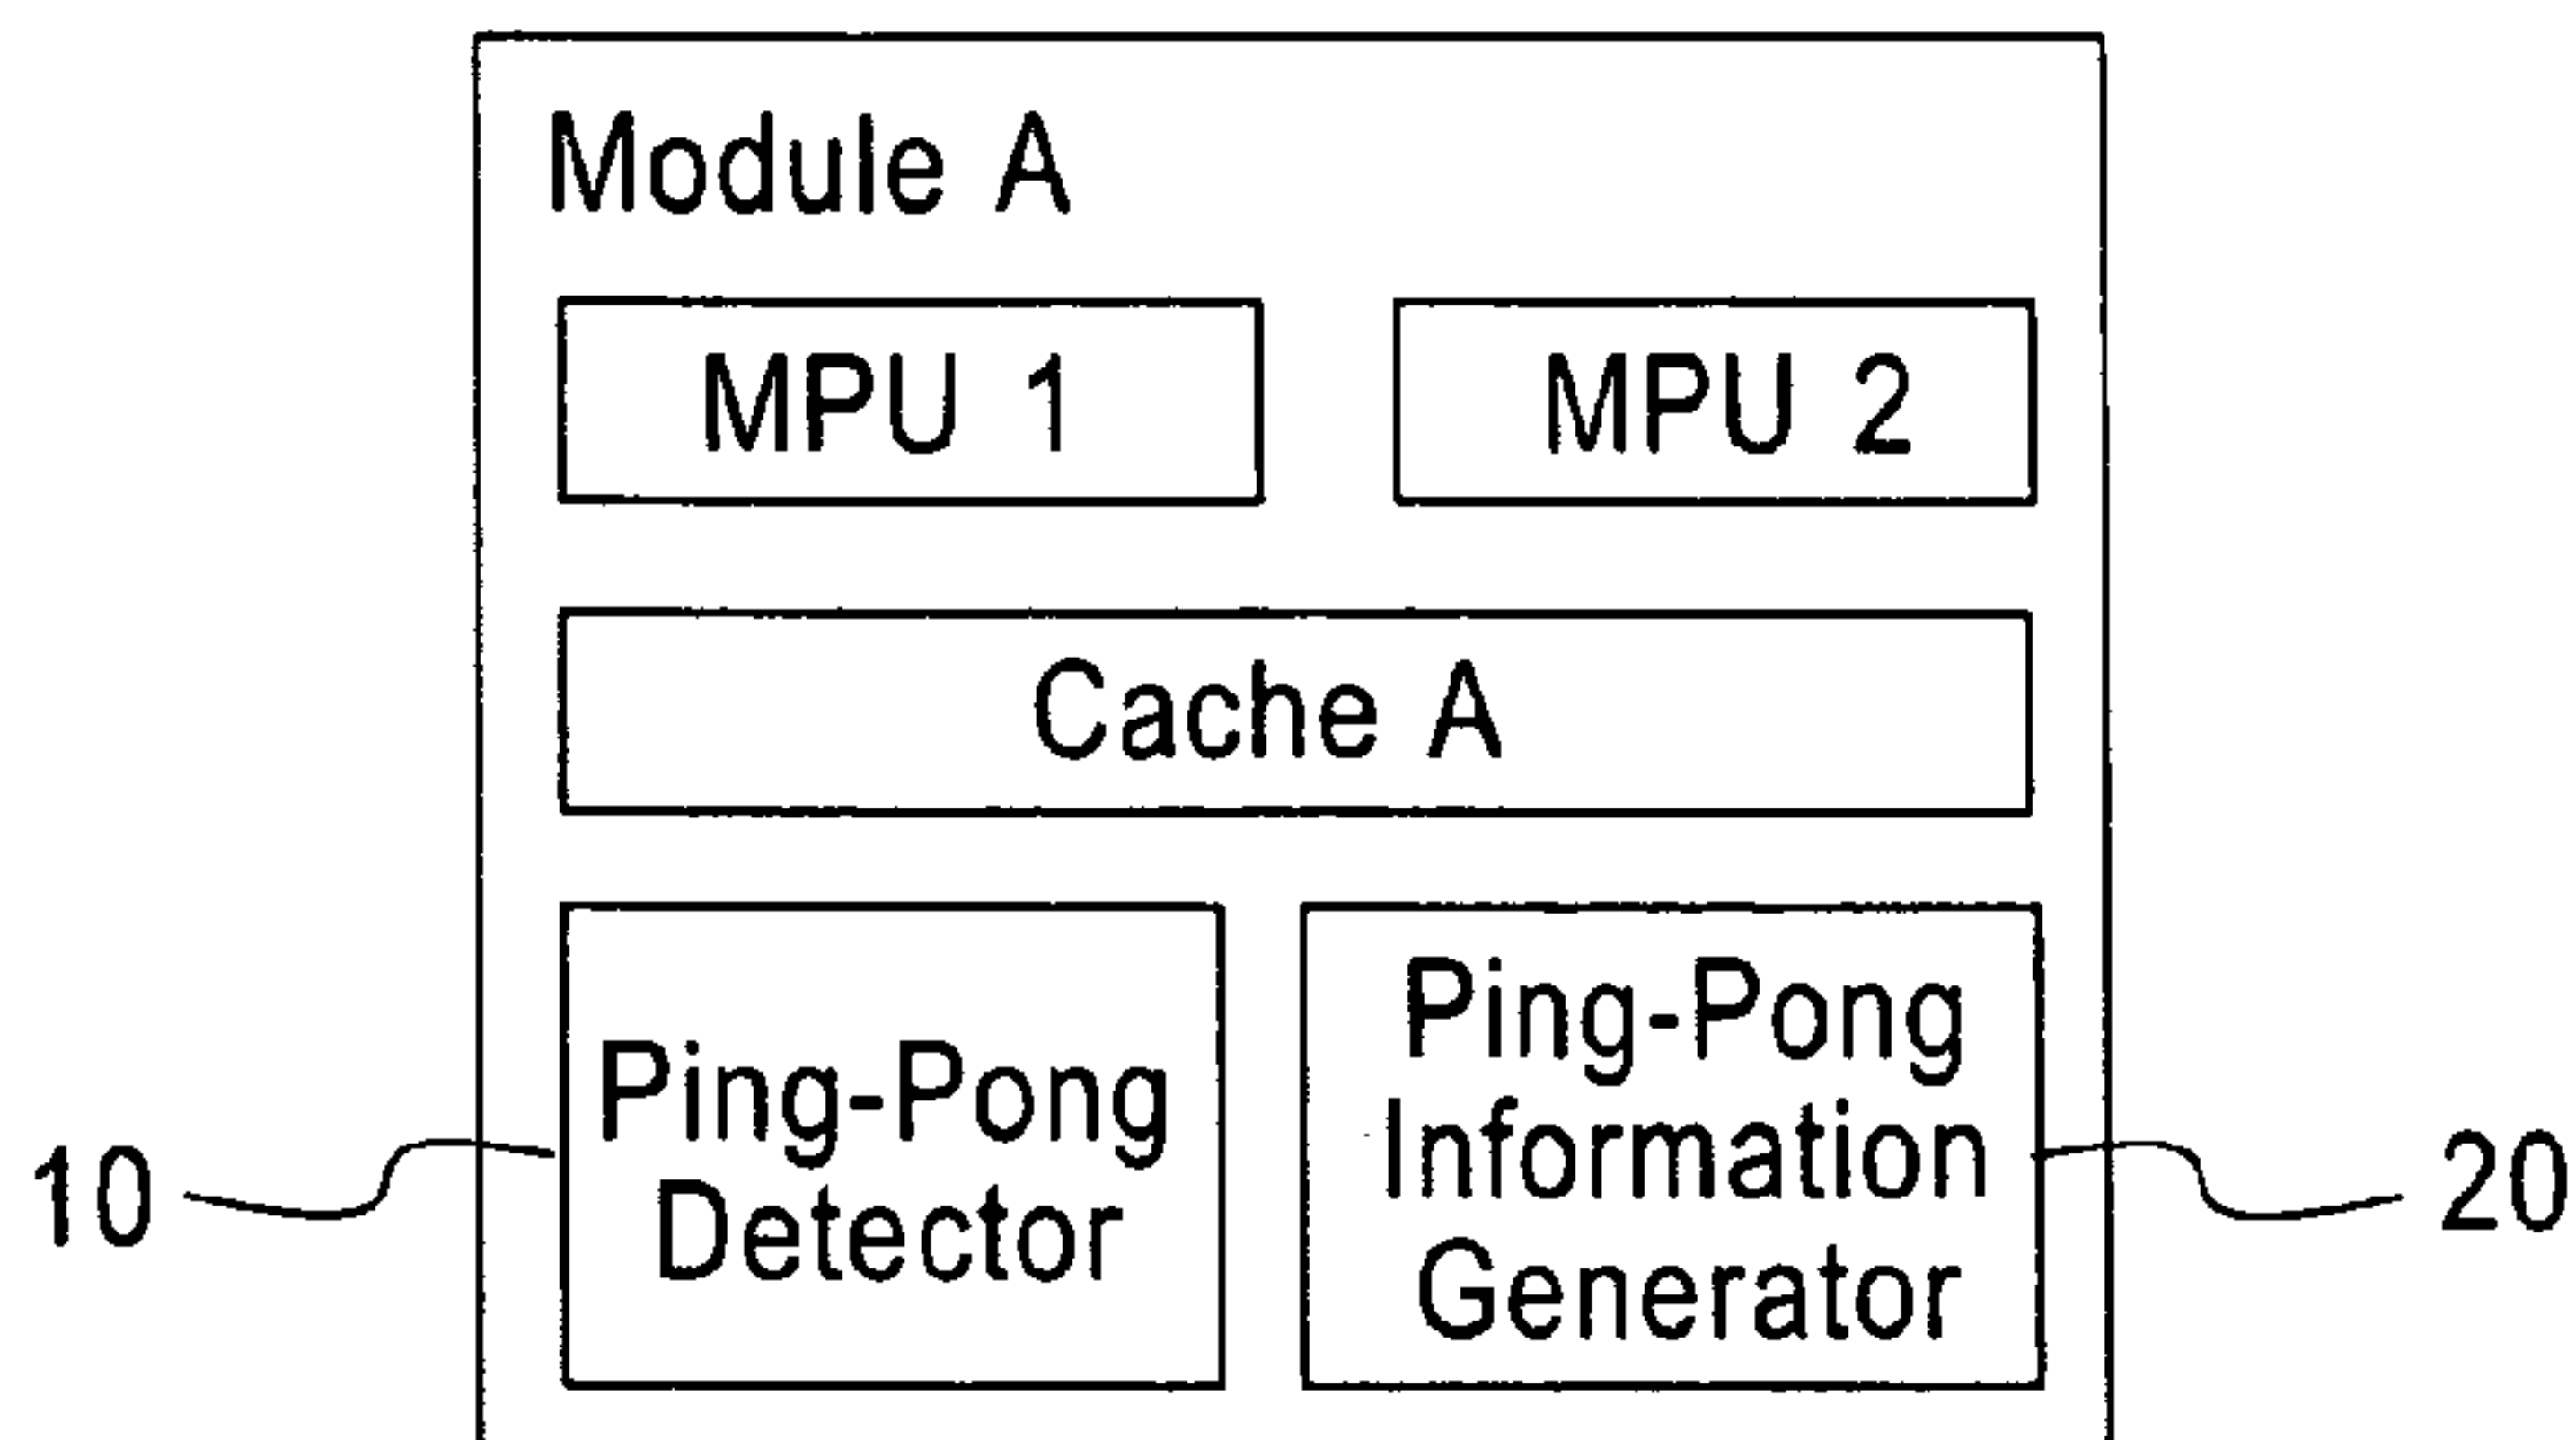 Module A
MPU 1
MPU 2
Cache A
Ping-Pong
Detector
Ping-Pong
Information
Generator
10
20